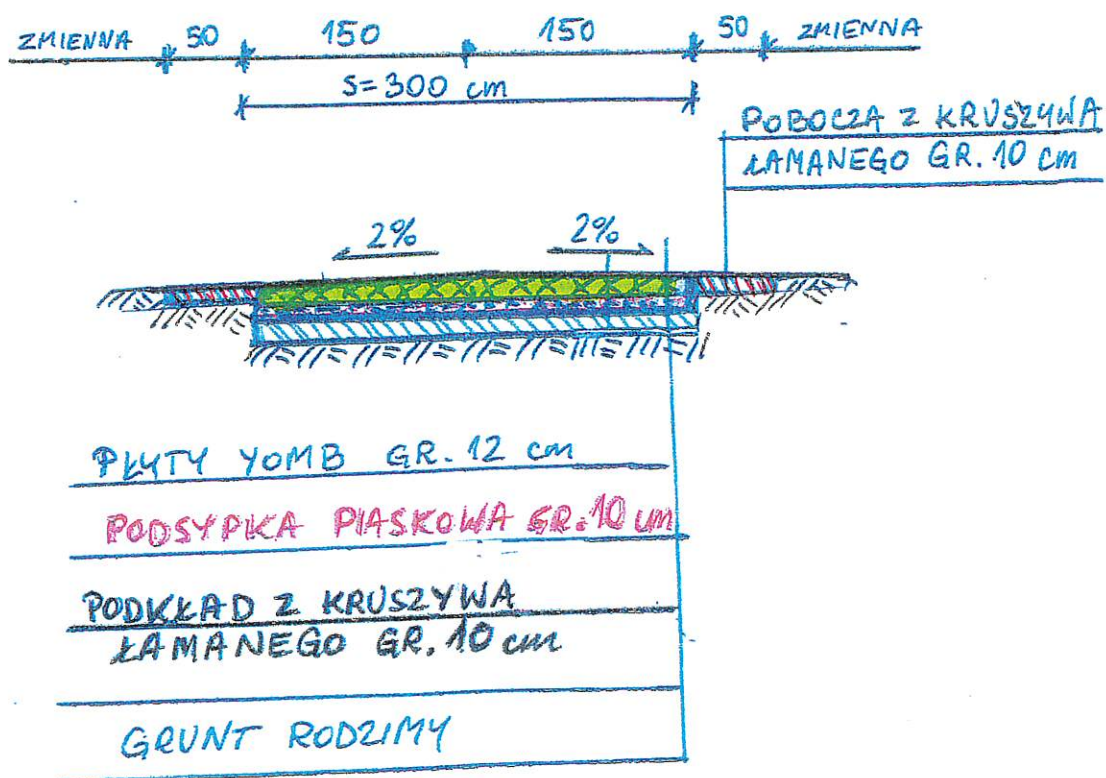 ZMIENNA 50 150 150 50 ZMIENNA
S=300 cm
POBOCZA Z KRUSZYWA
ŁAMANEGO GR. 10 cm
2% 2%
PŁYTY YOMB GR. 12 cm
PODSYPKA PIASKOWA GR. 10 cm
PODKŁAD Z KRUSZYWA
ŁAMANEGO GR. 10 cm
GRUNT RODZIMY